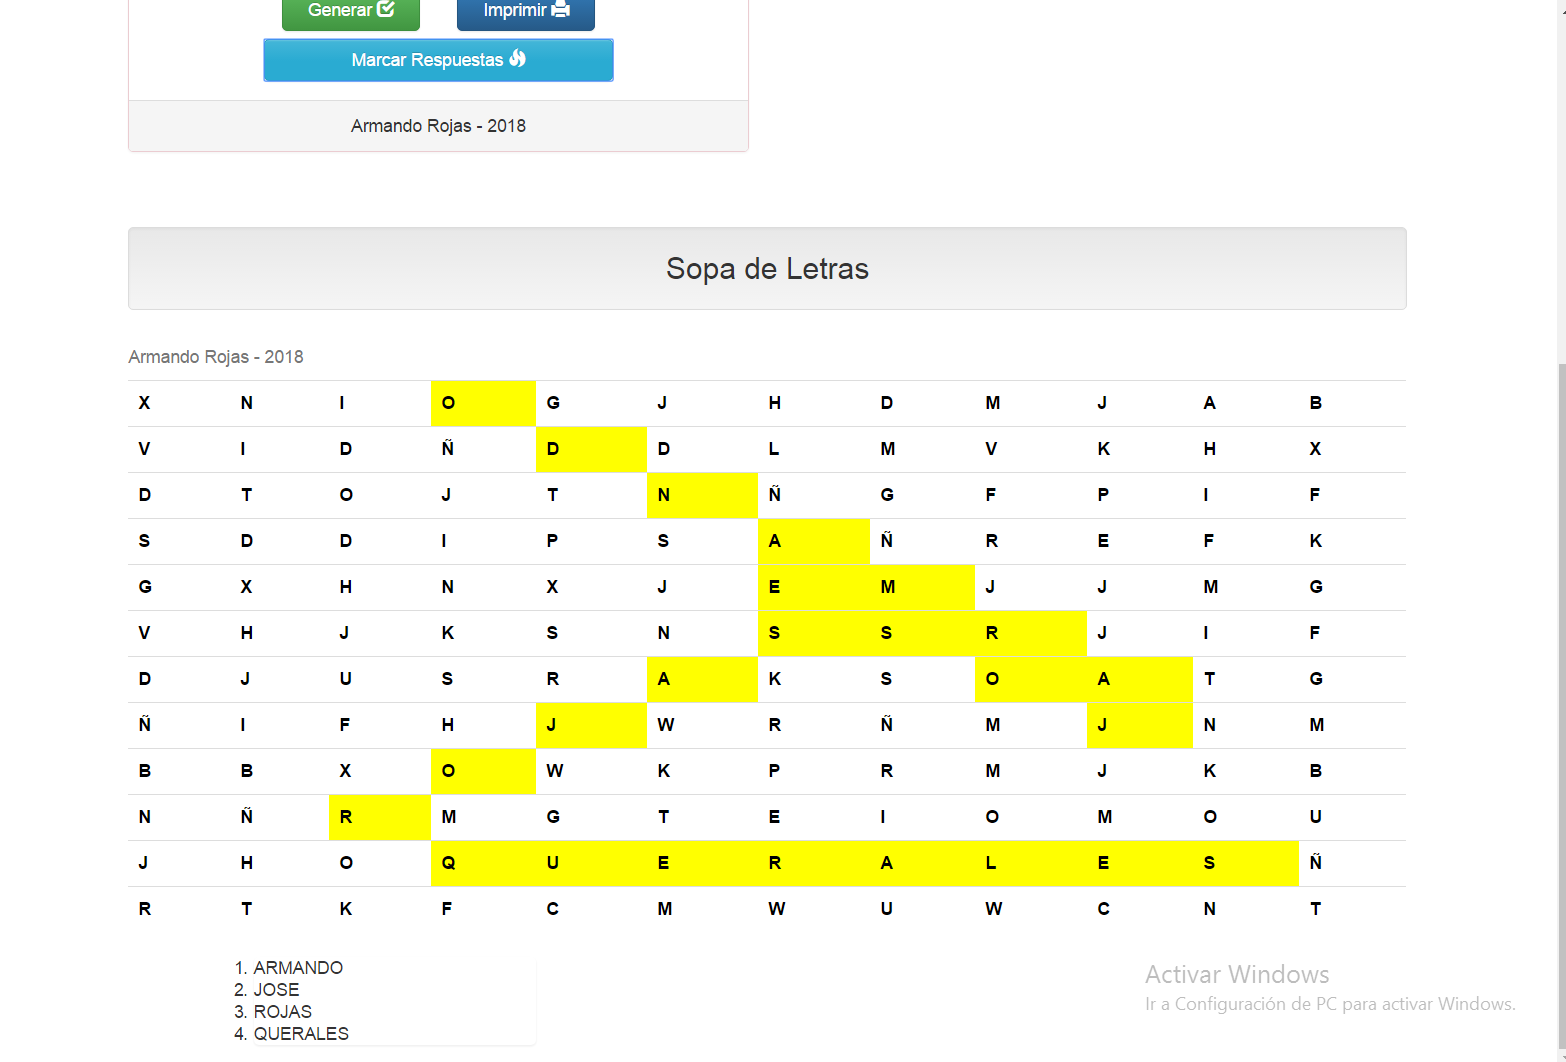 Generar Imprimir
Marcar Respuestas
Armando Rojas - 2018
Sopa de Letras
Armando Rojas - 2018
X N I O G J H D M J A B
V I D Ñ D D L M V K H X
D T O J T N Ñ G F P I F
S D D I P S A Ñ R E F K
G X H N X J E M J J M G
V H J K S N S S R J I F
D J U S R A K S O A T G
Ñ I F H J W R Ñ M J N M
B B X O W K P R M J K B
N Ñ R M G T E I O M O U
J H O Q U E R A L E S Ñ
R T K F C M W U W C N T
1. ARMANDO
2. JOSE
3. ROJAS
4. QUERALES
Activar Windows
Ir a Configuración de PC para activar Windows.